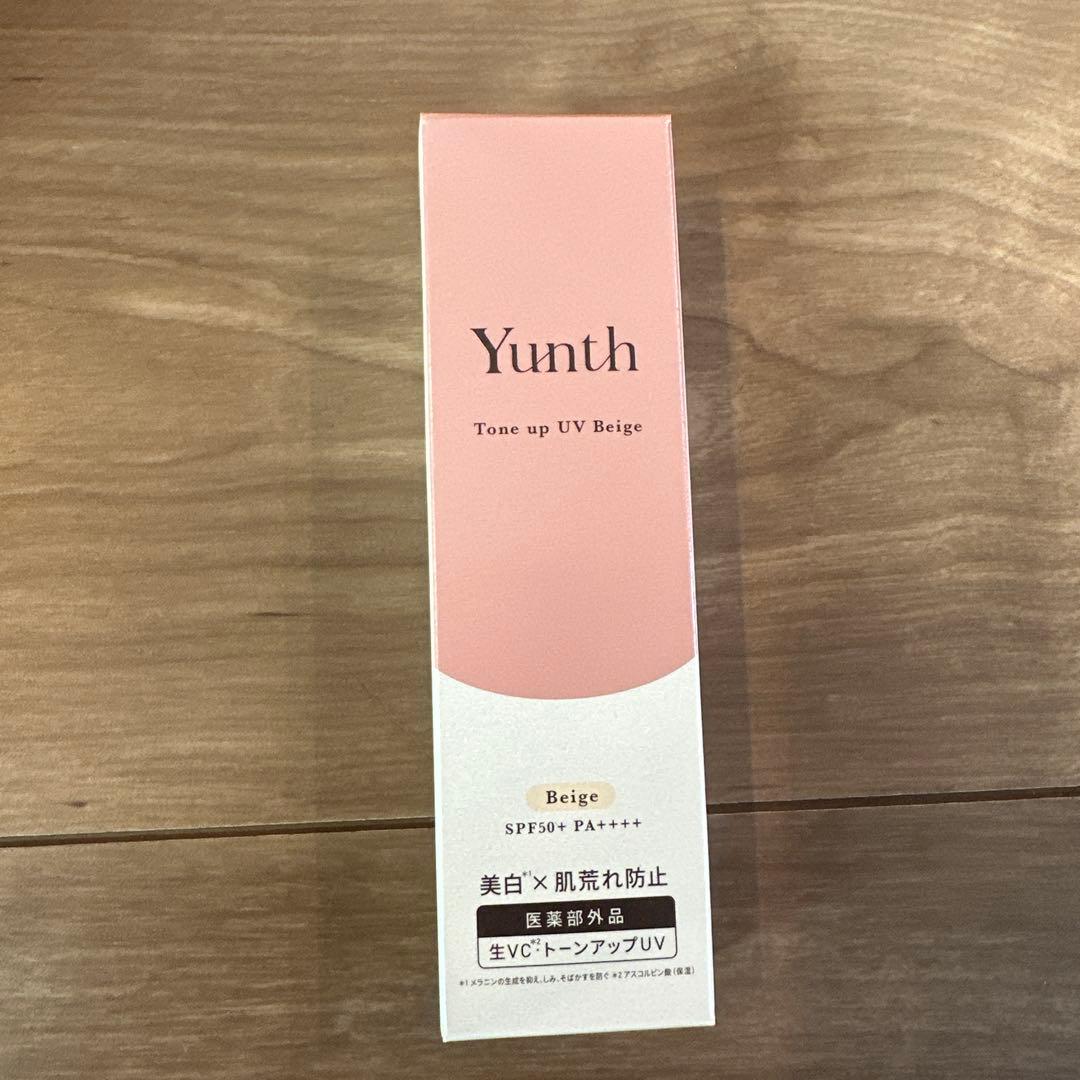 Yunth
Tone up UV Beige
Beige
SPF50+ PA++++
美白*1× 肌荒れ防止
医薬部外品
生VC*2・トーンアップUV
*1 メラニンの生成を抑え、しみ、そばかすを防ぐ *2 アスコルビン酸(保湿)